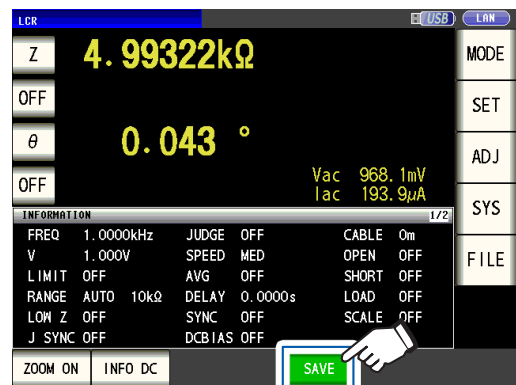 LCR USB LAN
Z 4.99322kΩ MODE
OFF SET
θ 0.043 ° ADJ
OFF Vac 968.1mV
Iac 193.9μA SYS
INFORMATION 1/2
FREQ 1.0000kHz JUDGE OFF CABLE 0m FILE
V 1.000V SPEED MED OPEN OFF
LIMIT OFF AVG OFF SHORT OFF
RANGE AUTO 10kΩ DELAY 0.0000s LOAD OFF
LOW Z OFF SYNC OFF SCALE OFF
J SYNC OFF DCBIAS OFF
ZOOM ON INFO DC SAVE